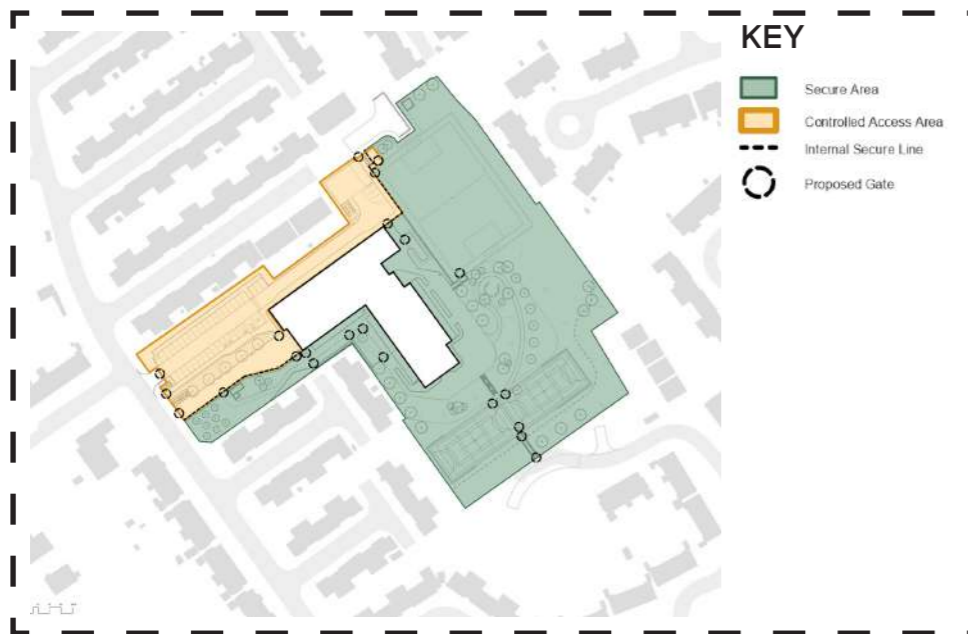 KEY
Secure Area
Controlled Access Area
Internal Secure Line
Proposed Gate